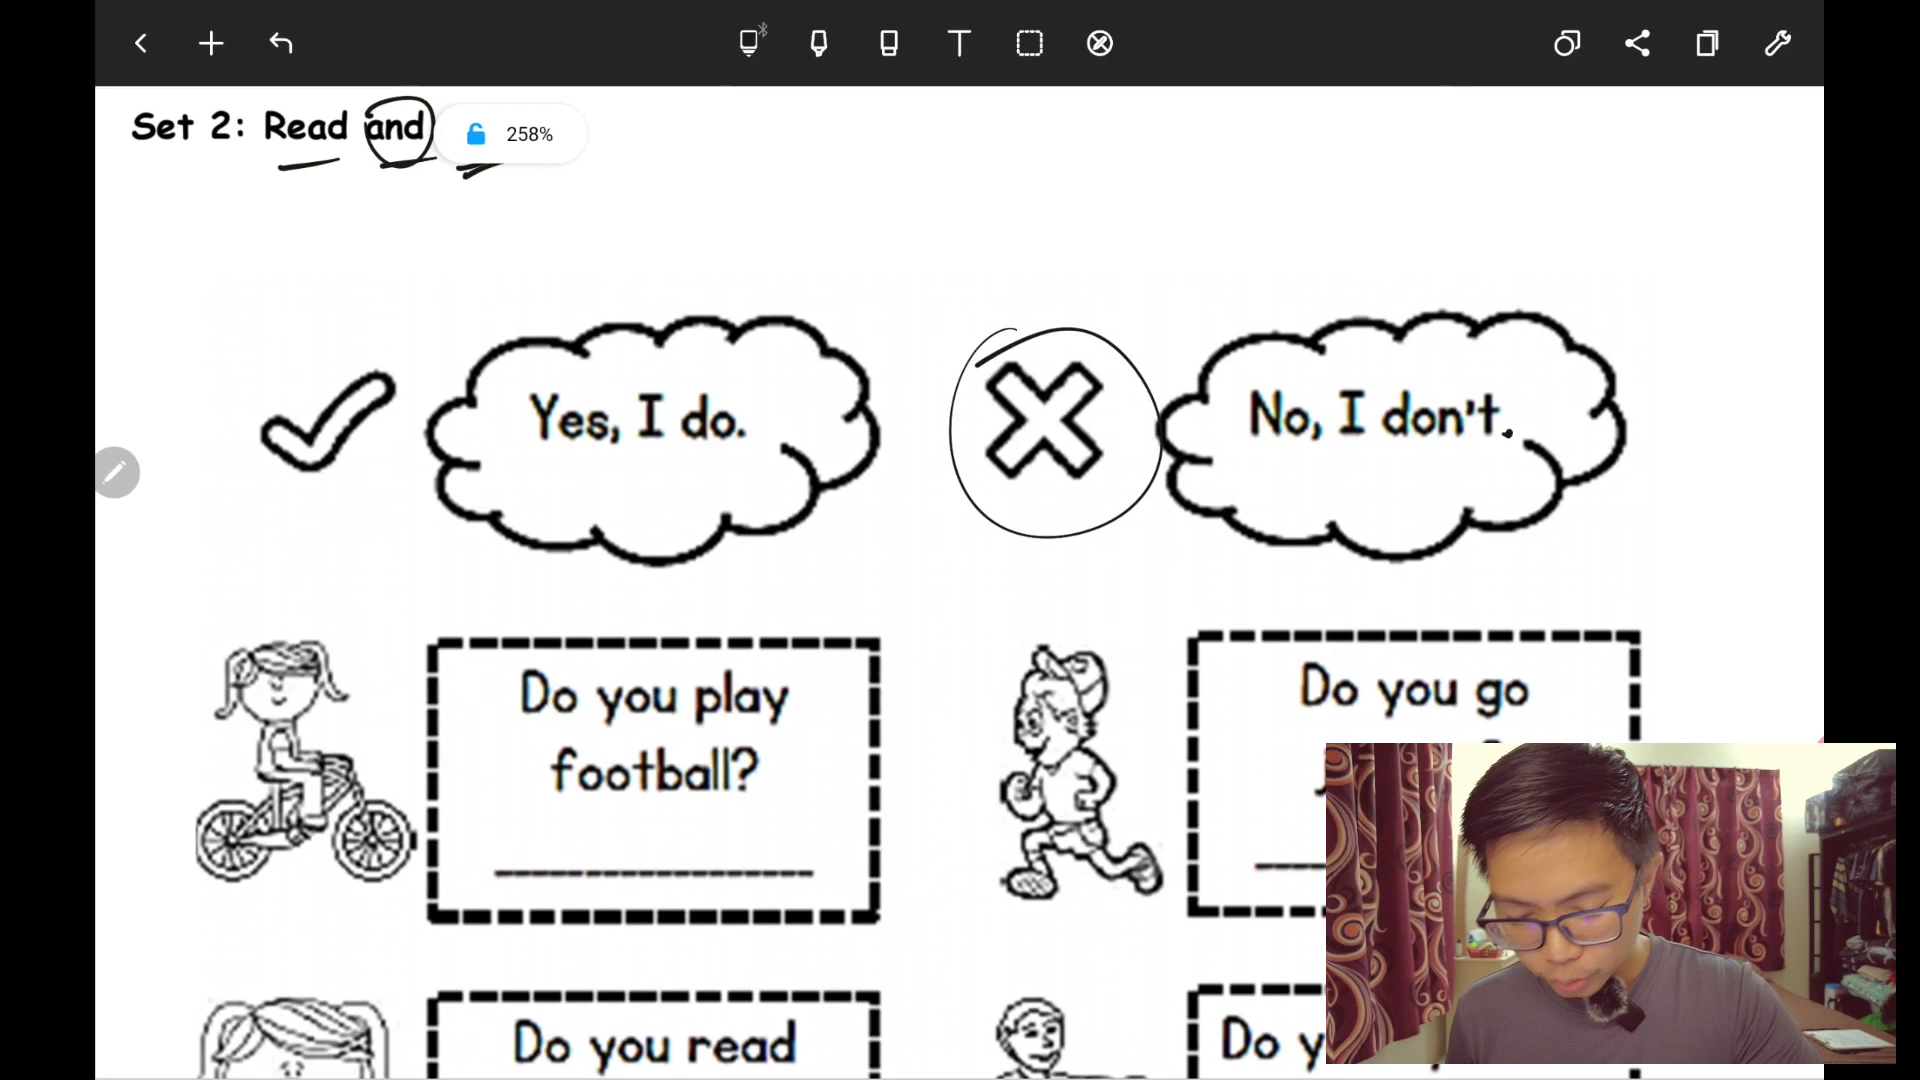 Set 2: Read and
258%
Yes, I do.
No, I don't.
Do you play
football?
Do you go
Do you read
Do